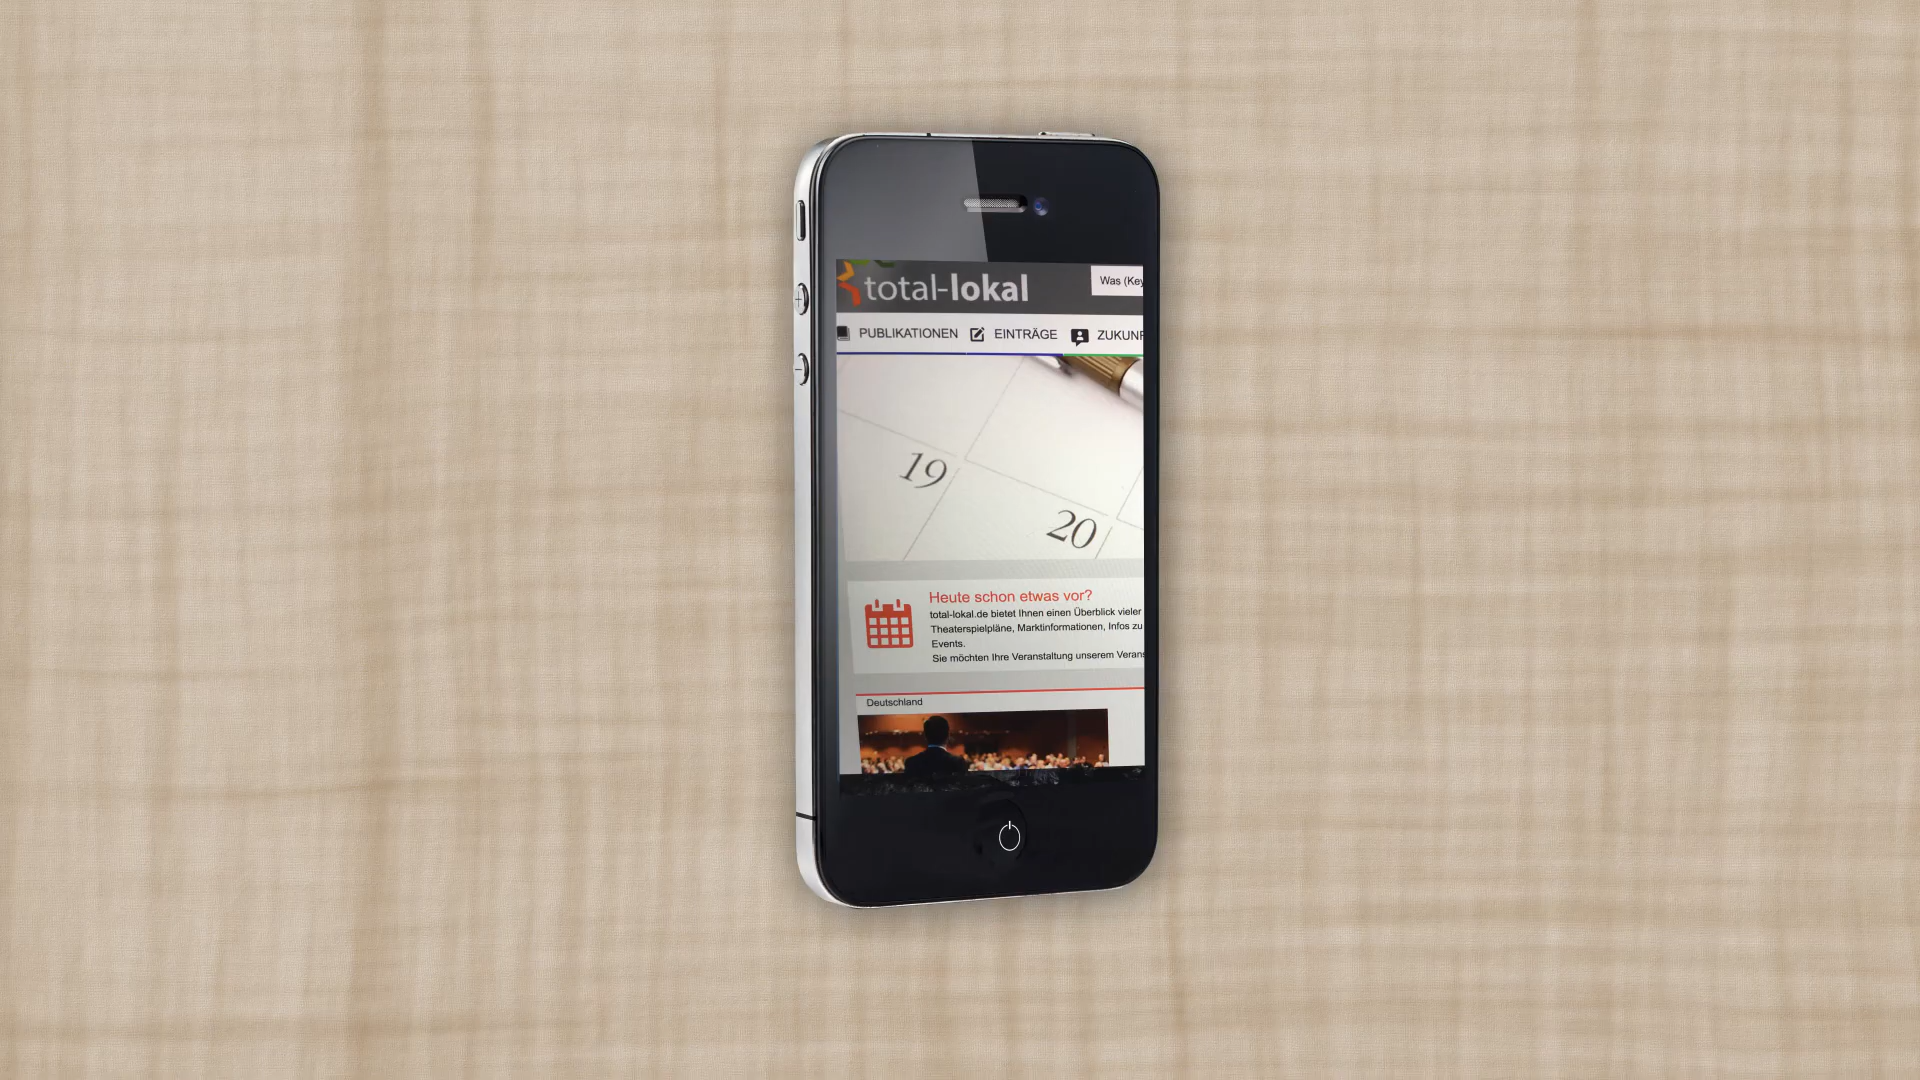 total-lokal
Was (Key
PUBLIKATIONEN EINTRÄGE ZUKUNF
19
20
Heute schon etwas vor?
total-lokal.de bietet Ihnen einen Überblick vieler
Theaterspielpläne, Marktinformationen, Infos zu
Events.
Sie möchten Ihre Veranstaltung unserem Verans
Deutschland